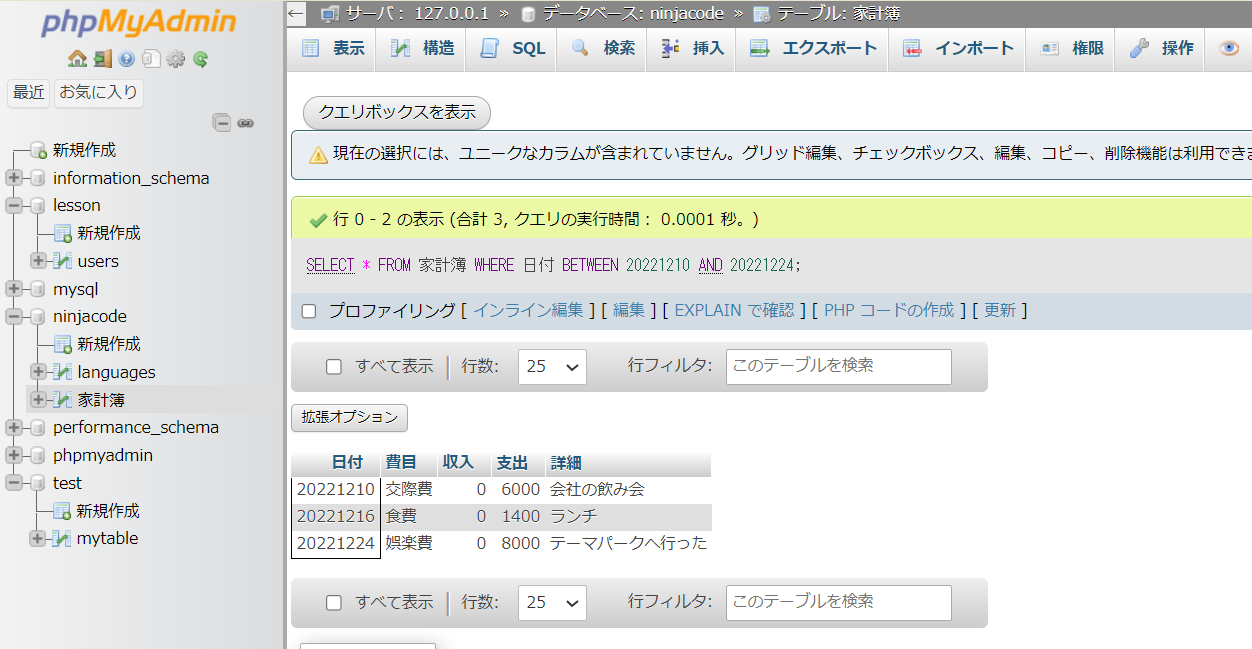 phpMyAdmin
最近 お気に入り
新規作成
information_schema
lesson
新規作成
users
mysql
ninjacode
新規作成
languages
家計簿
performance_schema
phpmyadmin
test
新規作成
mytable
← サーバ： 127.0.0.1 » データベース: ninjacode » テーブル: 家計簿
表示 構造 SQL 検索 挿入 エクスポート インポート 権限 操作
クエリボックスを表示
現在の選択には、ユニークなカラムが含まれていません。グリッド編集、チェックボックス、編集、コピー、削除機能は利用できま
行 0 - 2 の表示 (合計 3, クエリの実行時間： 0.0001 秒。)
SELECT * FROM 家計簿 WHERE 日付 BETWEEN 20221210 AND 20221224;
プロファイリング [ インライン編集 ] [ 編集 ] [ EXPLAIN で確認 ] [ PHP コードの作成 ] [ 更新 ]
すべて表示 | 行数: 25 行フィルタ: このテーブルを検索
拡張オプション
日付 費目 収入 支出 詳細
20221210 交際費 0 6000 会社の飲み会
20221216 食費 0 1400 ランチ
20221224 娯楽費 0 8000 テーマパークへ行った
すべて表示 | 行数: 25 行フィルタ: このテーブルを検索